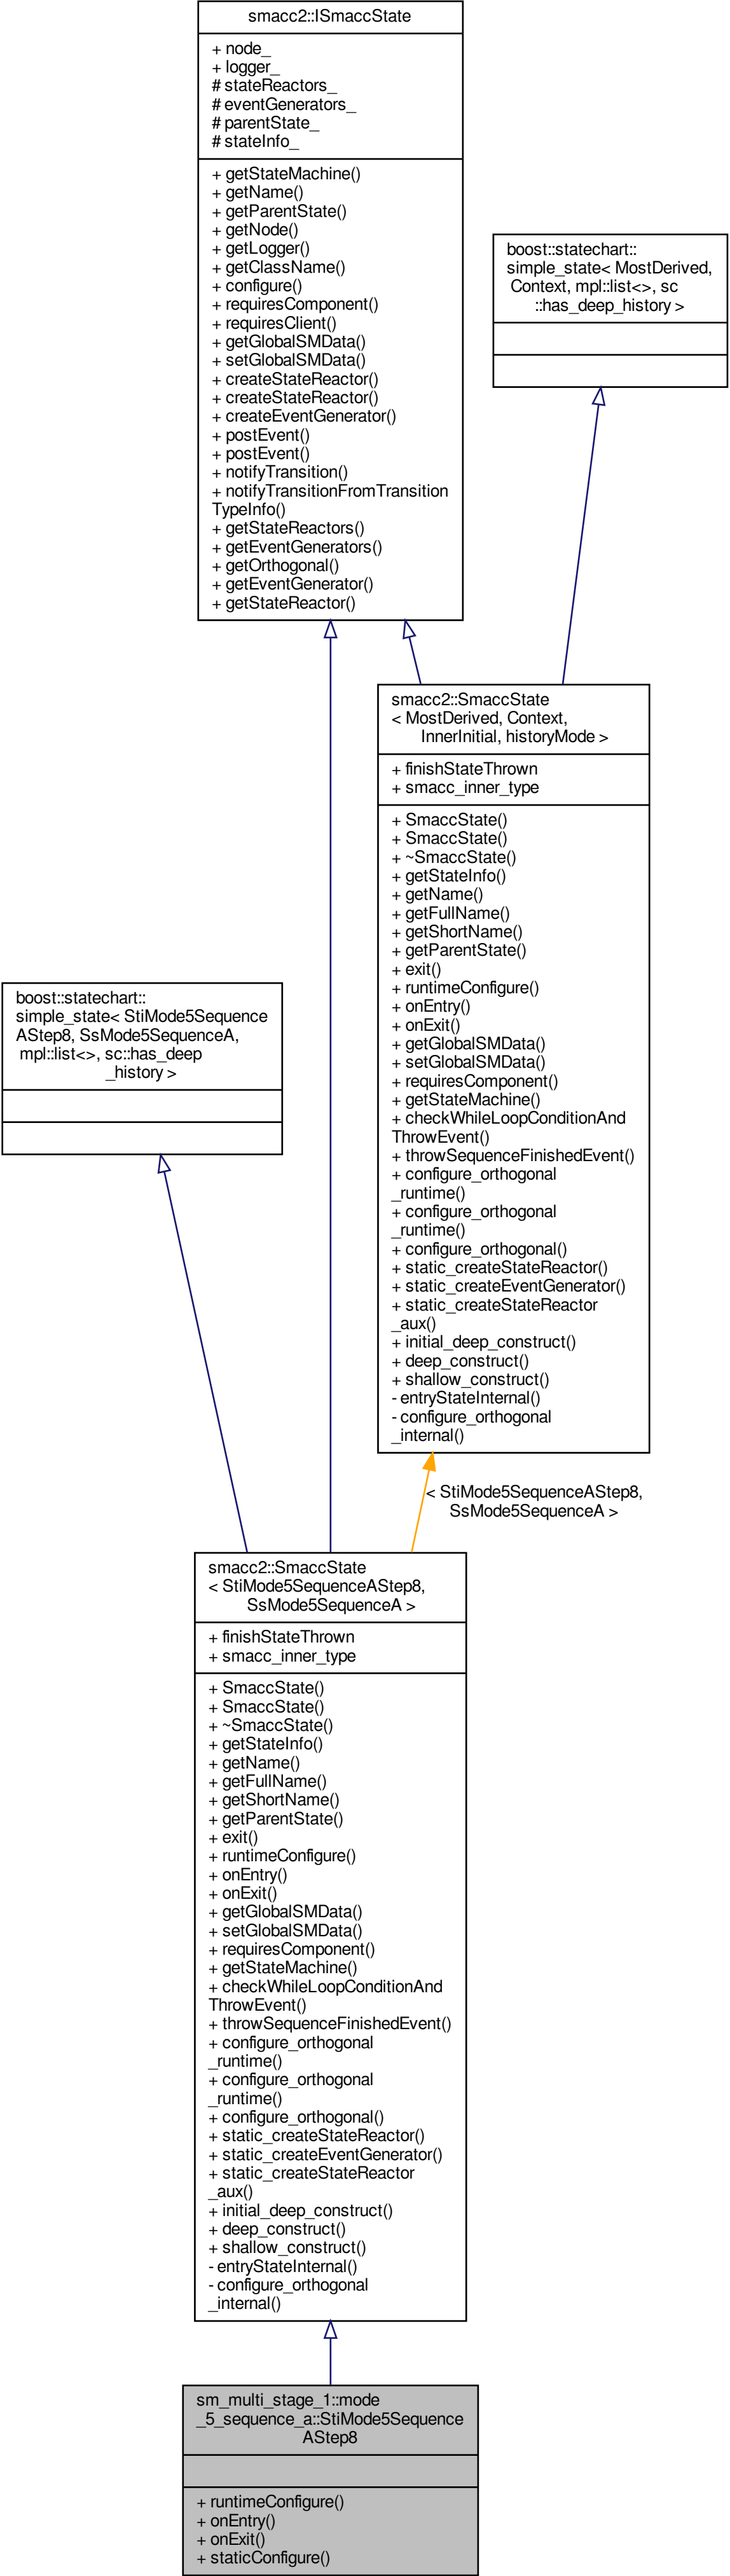 smacc2::ISmaccState
+ node_
+ logger_
# stateReactors_
# eventGenerators_
# parentState_
# stateInfo_
+ getStateMachine()
+ getName()
+ getParentState()
+ getNode()
+ getLogger()
+ getClassName()
+ configure()
+ requiresComponent()
+ requiresClient()
+ getGlobalSMData()
+ setGlobalSMData()
+ createStateReactor()
+ createStateReactor()
+ createEventGenerator()
+ postEvent()
+ postEvent()
+ notifyTransition()
+ notifyTransitionFromTransition
TypeInfo()
+ getStateReactors()
+ getEventGenerators()
+ getOrthogonal()
+ getEventGenerator()
+ getStateReactor()
boost::statechart::
simple_state< MostDerived,
Context, mpl::list<>, sc
::has_deep_history >
smacc2::SmaccState
< MostDerived, Context,
InnerInitial, historyMode >
+ finishStateThrown
+ smacc_inner_type
+ SmaccState()
+ SmaccState()
+ ~SmaccState()
+ getStateInfo()
+ getName()
+ getFullName()
+ getShortName()
+ getParentState()
+ exit()
+ runtimeConfigure()
+ onEntry()
+ onExit()
+ getGlobalSMData()
+ setGlobalSMData()
+ requiresComponent()
+ getStateMachine()
+ checkWhileLoopConditionAnd
ThrowEvent()
+ throwSequenceFinishedEvent()
+ configure_orthogonal
_runtime()
+ configure_orthogonal
_runtime()
+ configure_orthogonal()
+ static_createStateReactor()
+ static_createEventGenerator()
+ static_createStateReactor
_aux()
+ initial_deep_construct()
+ deep_construct()
+ shallow_construct()
- entryStateInternal()
- configure_orthogonal
_internal()
boost::statechart::
simple_state< StiMode5Sequence
AStep8, SsMode5SequenceA,
mpl::list<>, sc::has_deep
_history >
< StiMode5SequenceAStep8,
SsMode5SequenceA >
smacc2::SmaccState
< StiMode5SequenceAStep8,
SsMode5SequenceA >
+ finishStateThrown
+ smacc_inner_type
+ SmaccState()
+ SmaccState()
+ ~SmaccState()
+ getStateInfo()
+ getName()
+ getFullName()
+ getShortName()
+ getParentState()
+ exit()
+ runtimeConfigure()
+ onEntry()
+ onExit()
+ getGlobalSMData()
+ setGlobalSMData()
+ requiresComponent()
+ getStateMachine()
+ checkWhileLoopConditionAnd
ThrowEvent()
+ throwSequenceFinishedEvent()
+ configure_orthogonal
_runtime()
+ configure_orthogonal
_runtime()
+ configure_orthogonal()
+ static_createStateReactor()
+ static_createEventGenerator()
+ static_createStateReactor
_aux()
+ initial_deep_construct()
+ deep_construct()
+ shallow_construct()
- entryStateInternal()
- configure_orthogonal
_internal()
sm_multi_stage_1::mode
_5_sequence_a::StiMode5Sequence
AStep8
+ runtimeConfigure()
+ onEntry()
+ onExit()
+ staticConfigure()